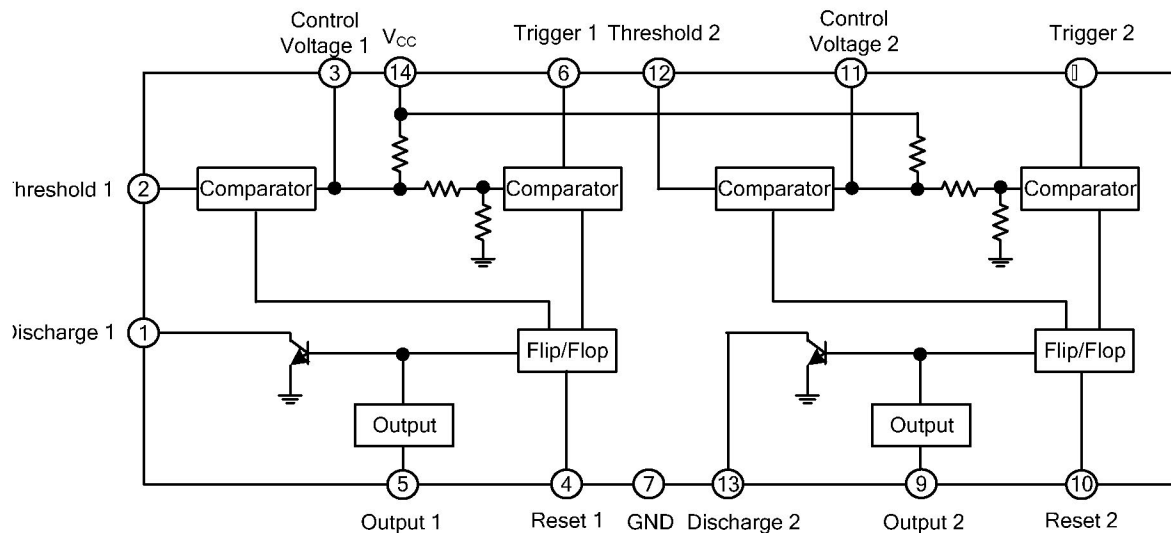 Control
Voltage 1
VCC
Trigger 1
Threshold 2
Control
Voltage 2
Trigger 2
3
14
6
12
11
Threshold 1
2
Comparator
Comparator
Comparator
Comparator
Discharge 1
1
Flip/Flop
Flip/Flop
Output
Output
5
4
7
13
9
10
Output 1
Reset 1
GND
Discharge 2
Output 2
Reset 2